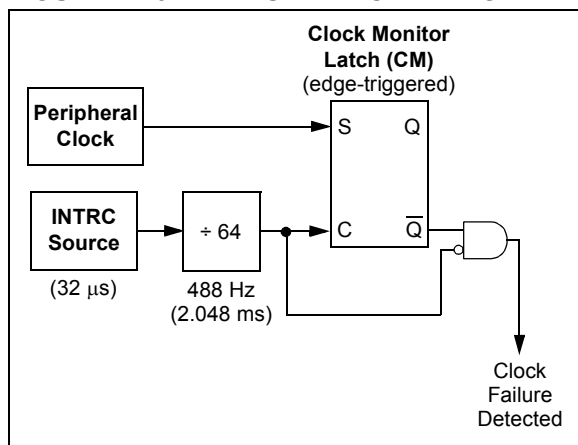 Clock Monitor
Latch (CM)
(edge-triggered)
Peripheral
Clock
S
Q
INTRC
Source
÷ 64
C
Q
(32 μs)
488 Hz
(2.048 ms)
Clock
Failure
Detected